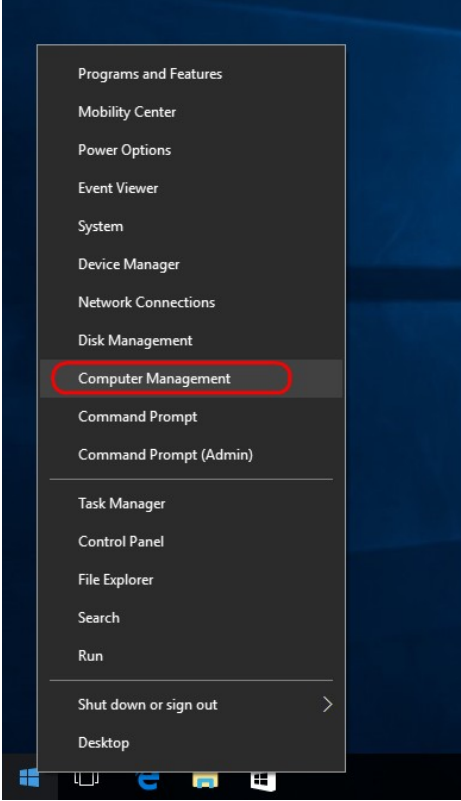 Programs and Features
Mobility Center
Power Options
Event Viewer
System
Device Manager
Network Connections
Disk Management
Computer Management
Command Prompt
Command Prompt (Admin)
Task Manager
Control Panel
File Explorer
Search
Run
Shut down or sign out
Desktop